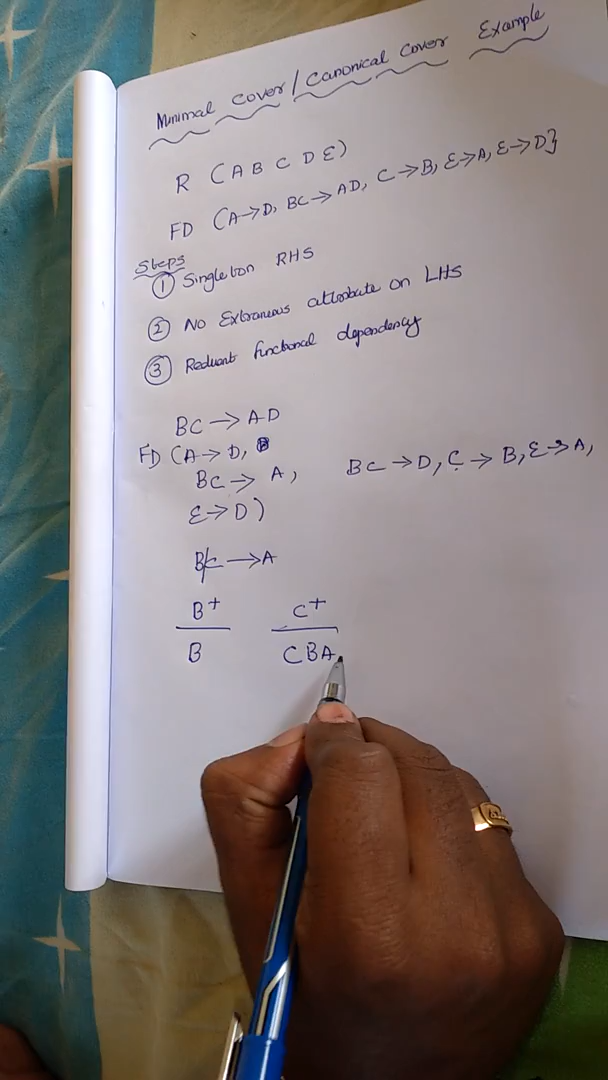 Minimal Cover / Canonical Cover Example
R (A B C D E)
FD (A→D, BC→AD, C→B, E→A, E→D}
Steps
① Singleton RHS
② No Extraneous attribute on LHS
③ Reduant functional dependency
BC → AD
FD (A→D,
BC → A, BC → D, C → B, E→A,
E→D)
BC → A
B+ C+
B CBA